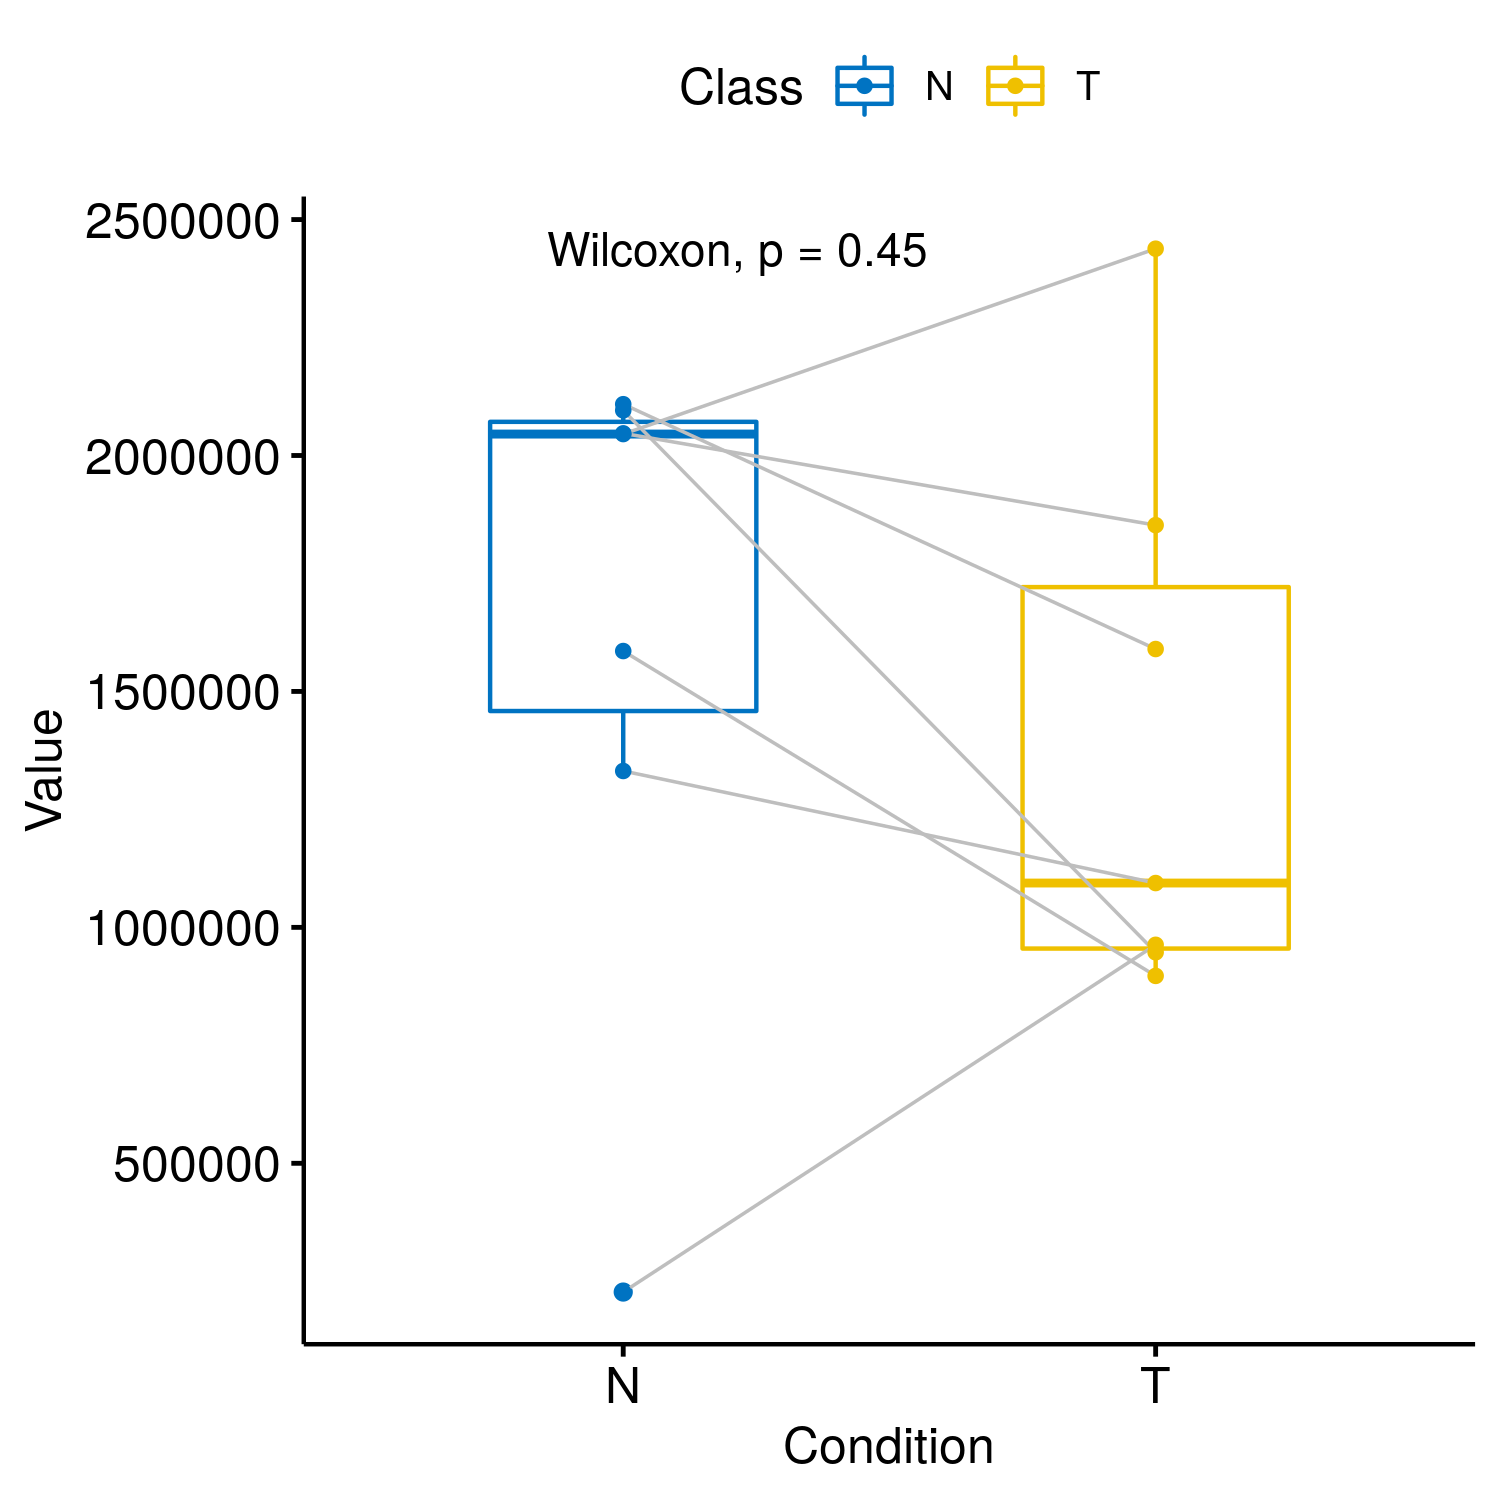 Class N T
2500000
Wilcoxon, p = 0.45
2000000
1500000
1000000
500000
Value
N T
Condition